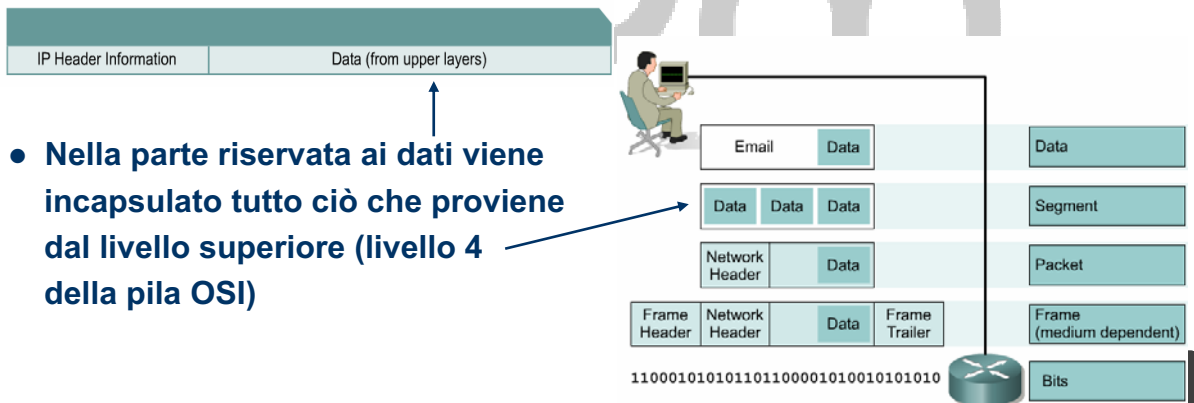 IP Header Information Data (from upper layers)
● Nella parte riservata ai dati viene
incapsulato tutto ciò che proviene
dal livello superiore (livello 4
della pila OSI)
Email Data Data
Data Data Data Segment
Network Header Data Packet
Frame Header Network Header Data Frame Trailer Frame (medium dependent)
1100010101011011000010100101010 Bits